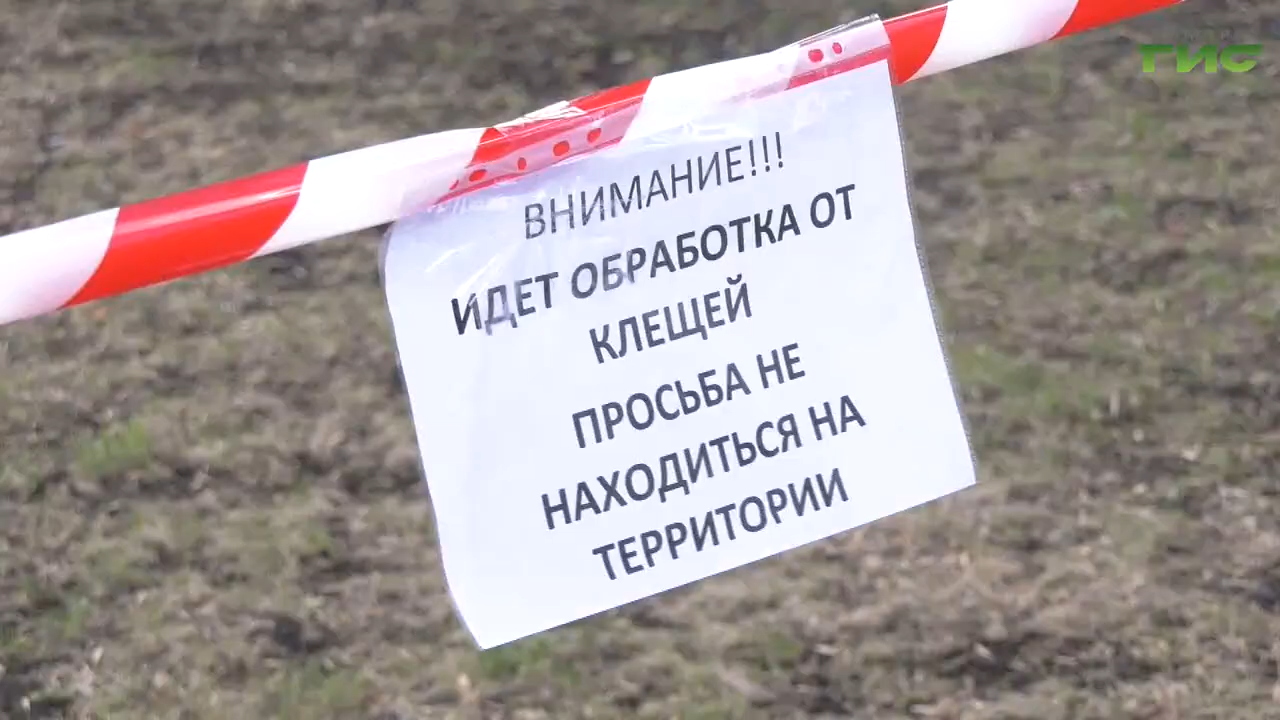 ГИС
ВНИМАНИЕ!!!
ИДЕТ ОБРАБОТКА ОТ
КЛЕЩЕЙ
ПРОСЬБА НЕ
НАХОДИТЬСЯ НА
ТЕРРИТОРИИ